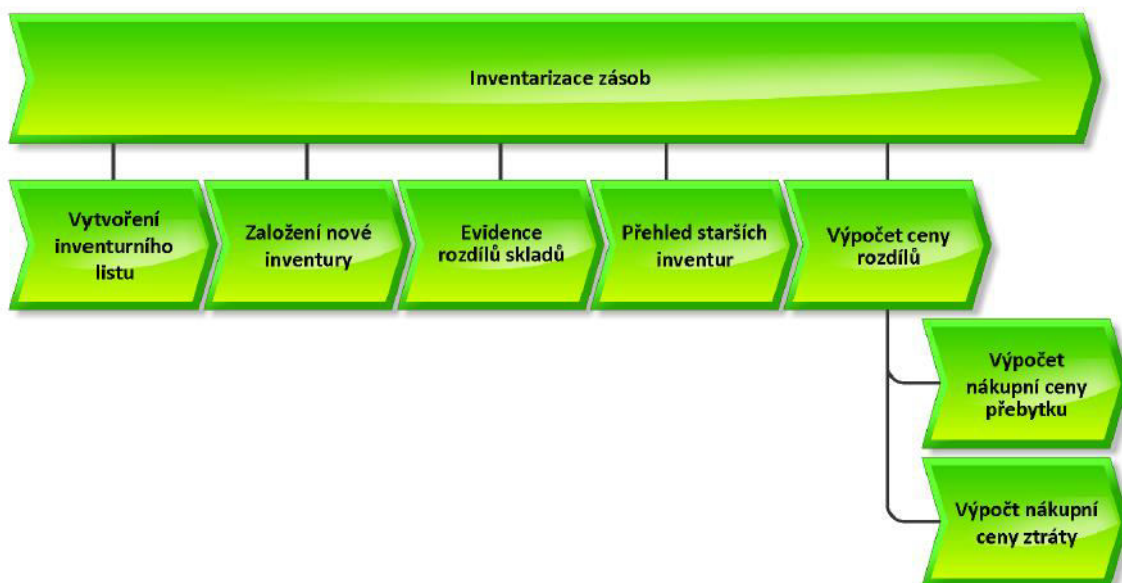 Inventarizace zásob
Vytvoření
inventurního
listu
Založení nové
inventury
Evidence
rozdílů skladů
Přehled starších
inventur
Výpočet ceny
rozdílů
Výpočet
nákupní ceny
přebytku
Výpočt nákupní
ceny ztráty